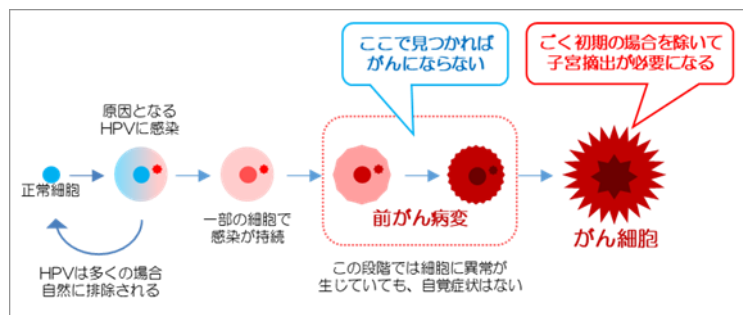 ここで見つかれば
がんにならない
ごく初期の場合を除いて
子宮摘出が必要になる
原因となる
HPVに感染
正常細胞
一部の細胞で
感染が持続
前がん病変
がん細胞
HPVは多くの場合
自然に排除される
この段階では細胞に異常が
生じていても、自覚症状はない